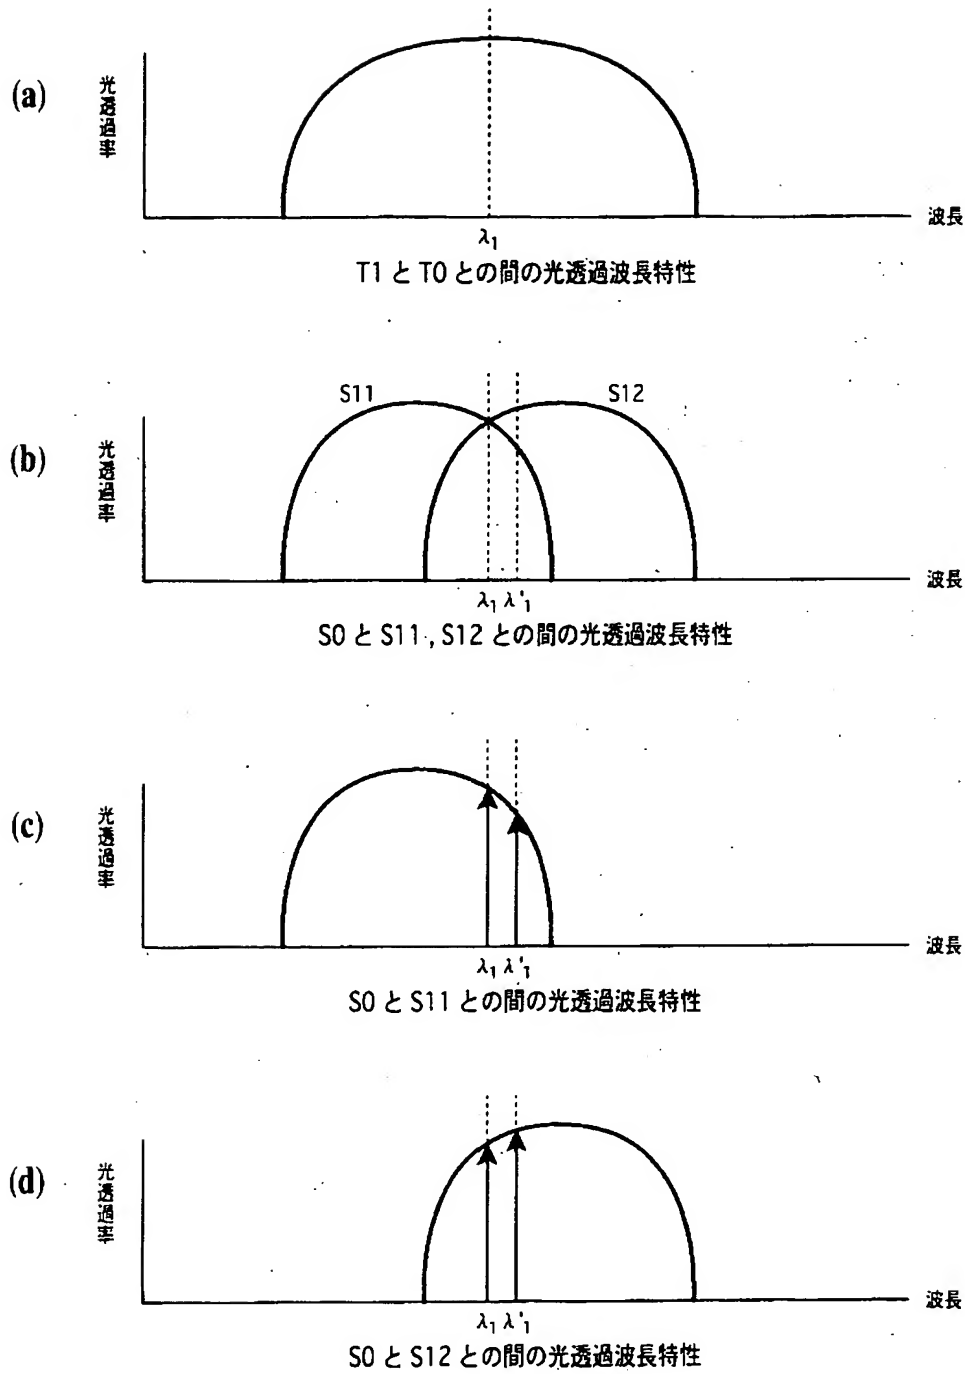 (a)
光透過率
波長
λ1
T1 と T0 との間の光透過波長特性
(b)
光透過率
S11
S12
波長
λ1 λ'1
S0 と S11 , S12 との間の光透過波長特性
(c)
光透過率
波長
λ1 λ'1
S0 と S11 との間の光透過波長特性
(d)
光透過率
波長
λ1 λ'1
S0 と S12 との間の光透過波長特性